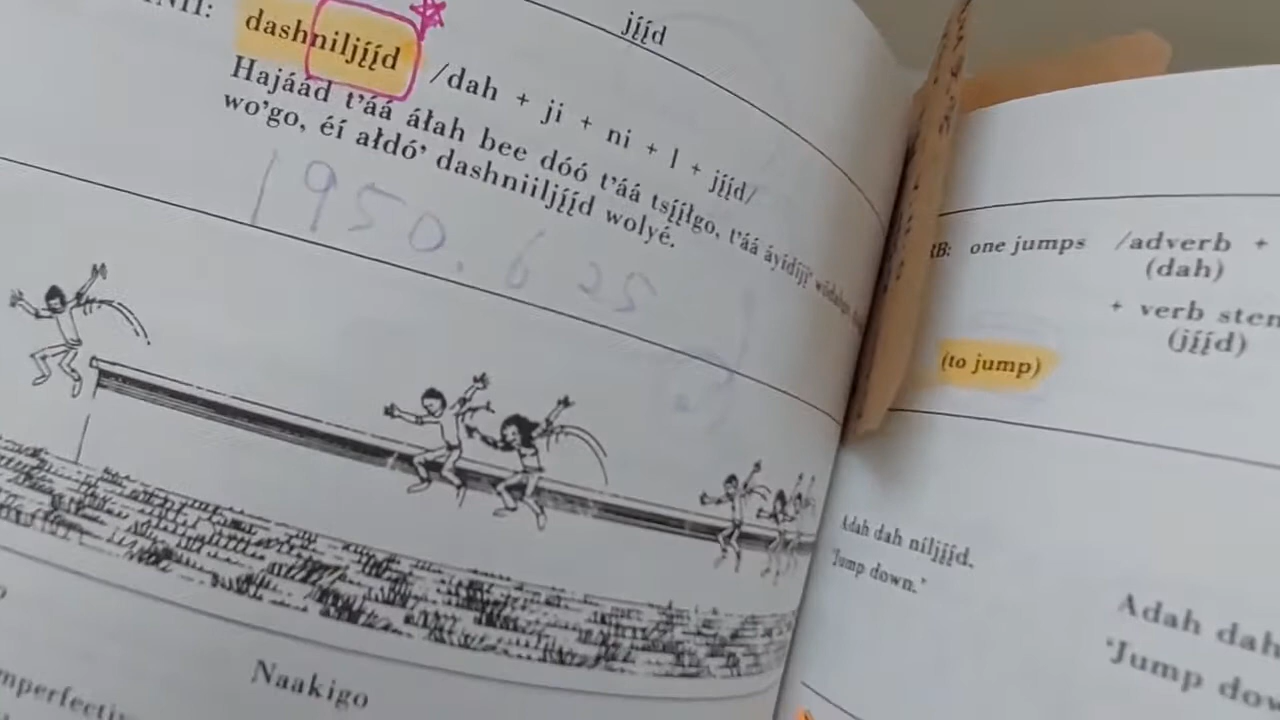 jį́į́d
dashniljį́į́d /dah + ji + ni + l + jį́į́d/
Hajáád t'áá áłah bee dóó t'áá tsį́į́łgo, t'áá áyídíjį'
wo'go, éí ałdó' dashniiljį́į́d wolyé.
1950. 6 25
Naakigo
one jumps /adverb +
(dah)
+ verb stem
(jį́į́d)
(to jump)
Adah dah níljį́į́d.
'Jump down.'
Adah dah
'Jump dow